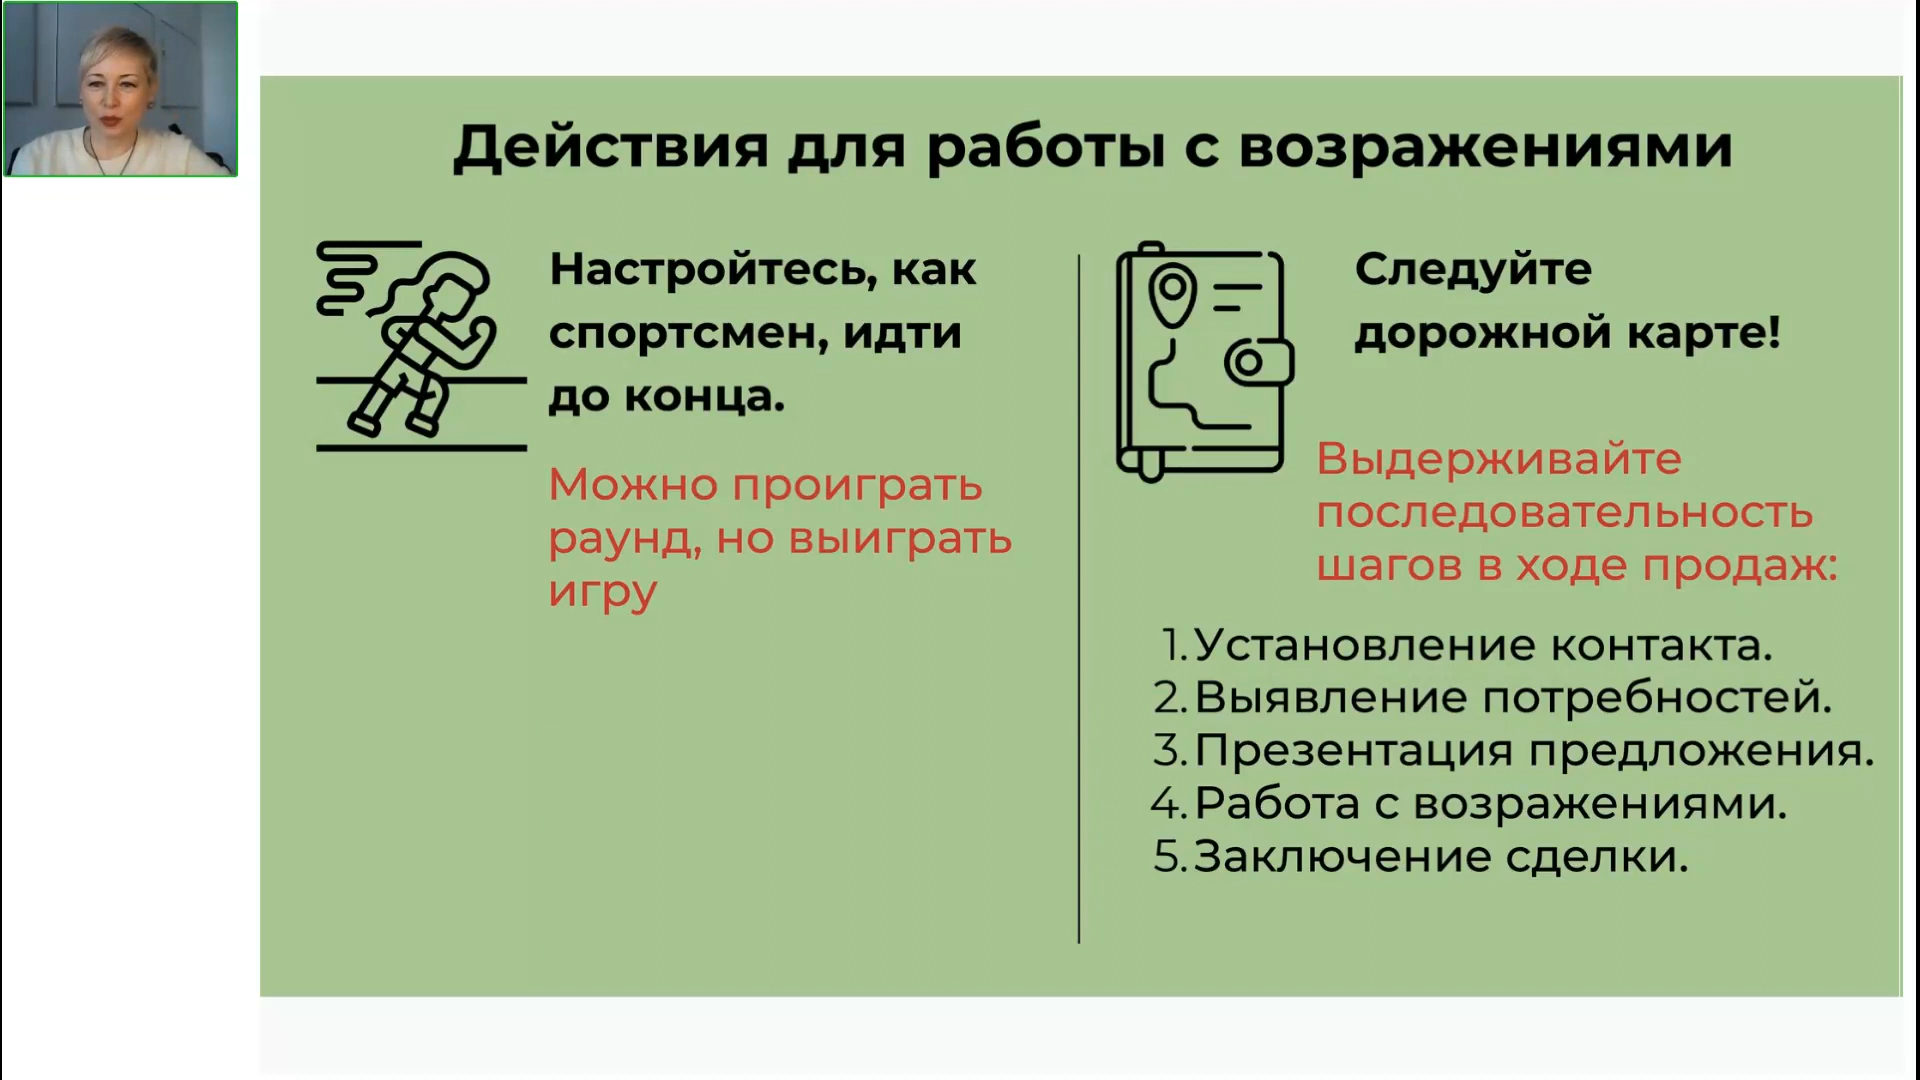 Действия для работы с возражениями
Настройтесь, как
спортсмен, идти
до конца.
Можно проиграть
раунд, но выиграть
игру
Следуйте
дорожной карте!
Выдерживайте
последовательность
шагов в ходе продаж:
1. Установление контакта.
2. Выявление потребностей.
3. Презентация предложения.
4. Работа с возражениями.
5. Заключение сделки.